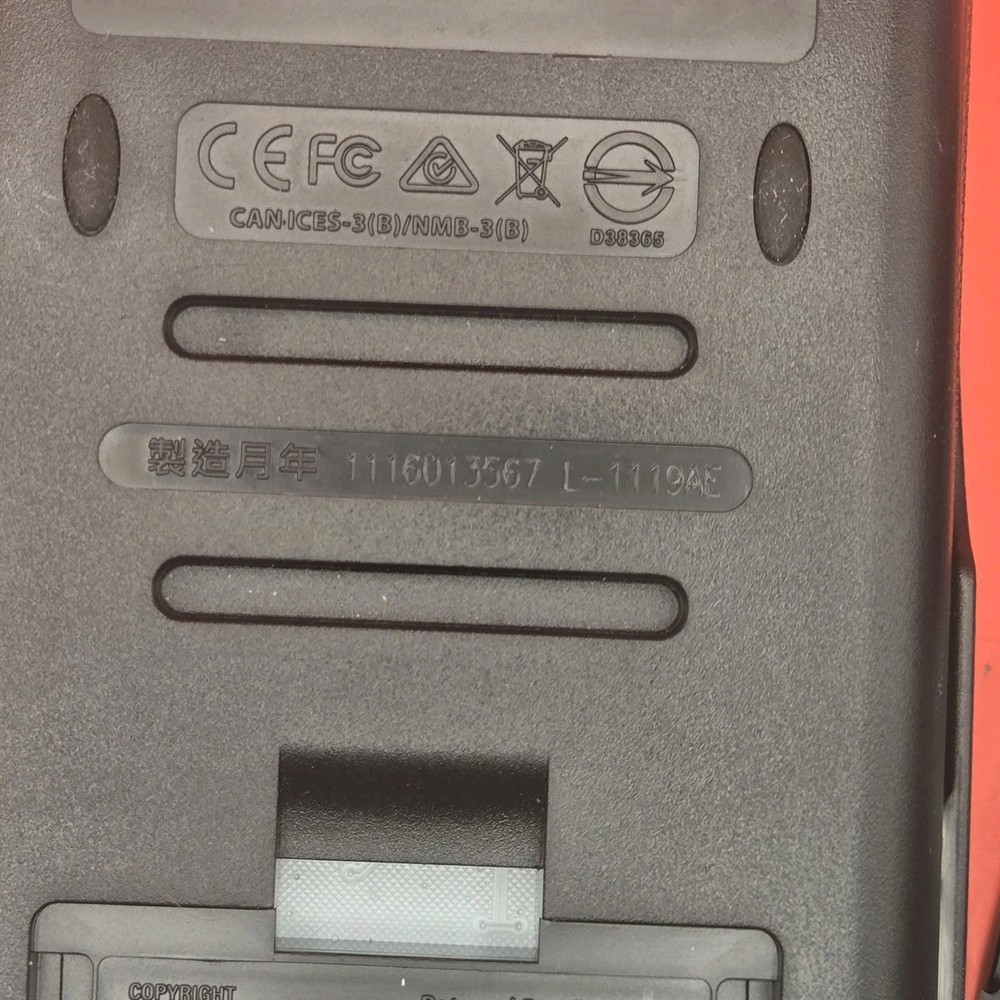 CE FC
CAN ICES-3(B)/NMB-3(B)
D38365
製造月年 1116013567 L-1119AE
COPYRIGHT